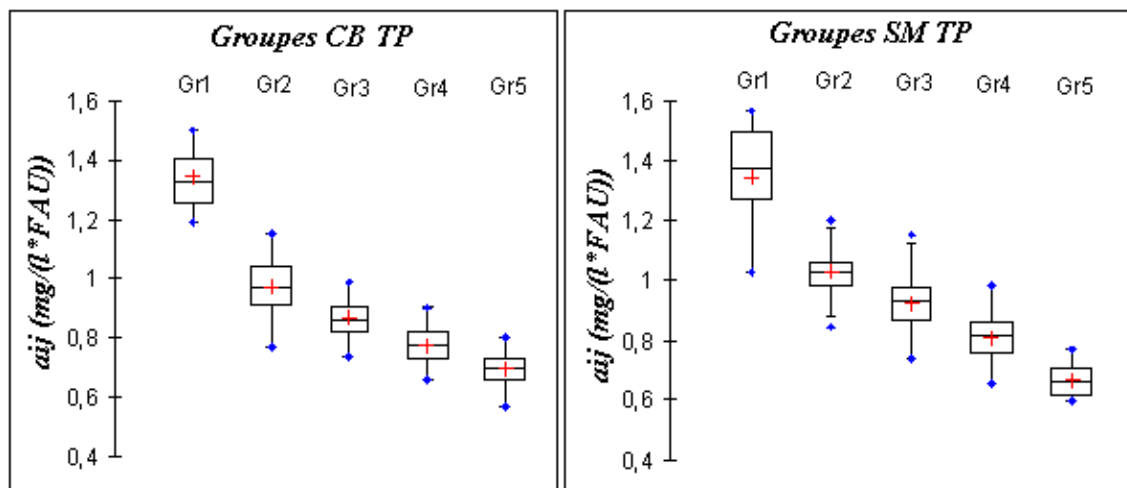 Groupes CB TP
Gr1 Gr2 Gr3 Gr4 Gr5
aij (mg/(l*FAU))
1,6
1,4
1,2
1
0,8
0,6
0,4
Groupes SM TP
Gr1 Gr2 Gr3 Gr4 Gr5
aij (mg/(l*FAU))
1,6
1,4
1,2
1
0,8
0,6
0,4